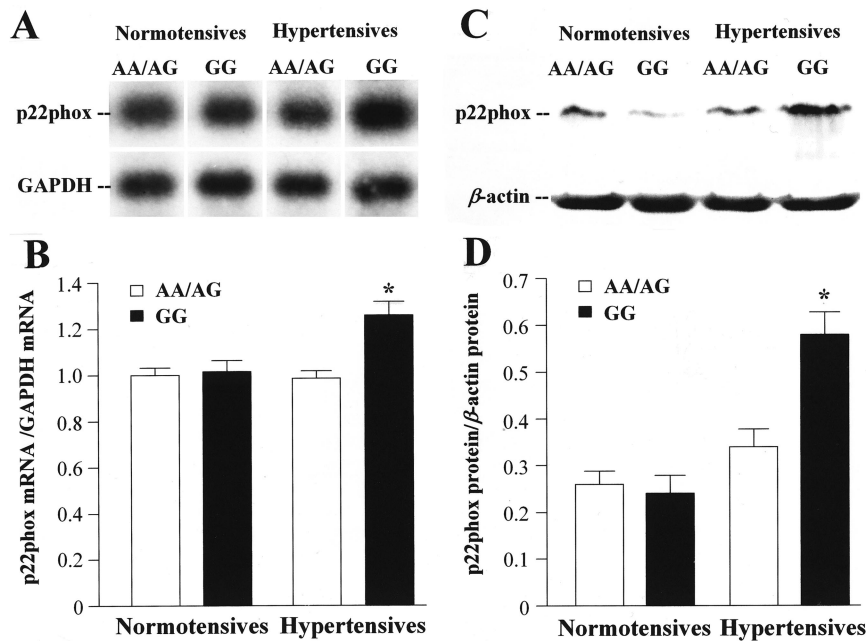 A
Normotensives Hypertensives
AA/AG GG AA/AG GG
p22phox --
GAPDH --
B
p22phox mRNA /GAPDH mRNA
1.4
1.2
1.0
0.8
0.6
0.4
0.2
0
AA/AG
GG
*
Normotensives Hypertensives
C
Normotensives Hypertensives
AA/AG GG AA/AG GG
p22phox --
β-actin --
D
p22phox protein/β-actin protein
0.7
0.6
0.5
0.4
0.3
0.2
0.1
0
AA/AG
GG
*
Normotensives Hypertensives